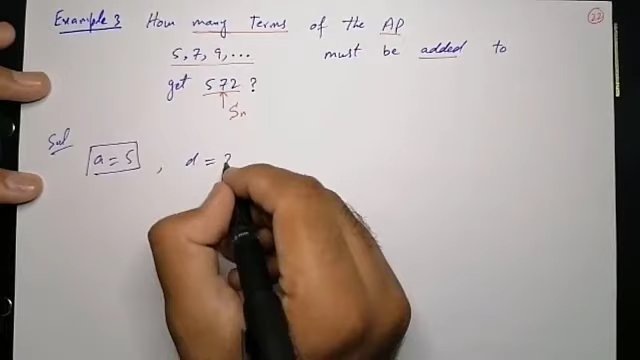 Example 3 How many terms of the AP
5, 7, 9, ... must be added to
get 572 ?
Sn
Sol
a = 5 , d = 2
22